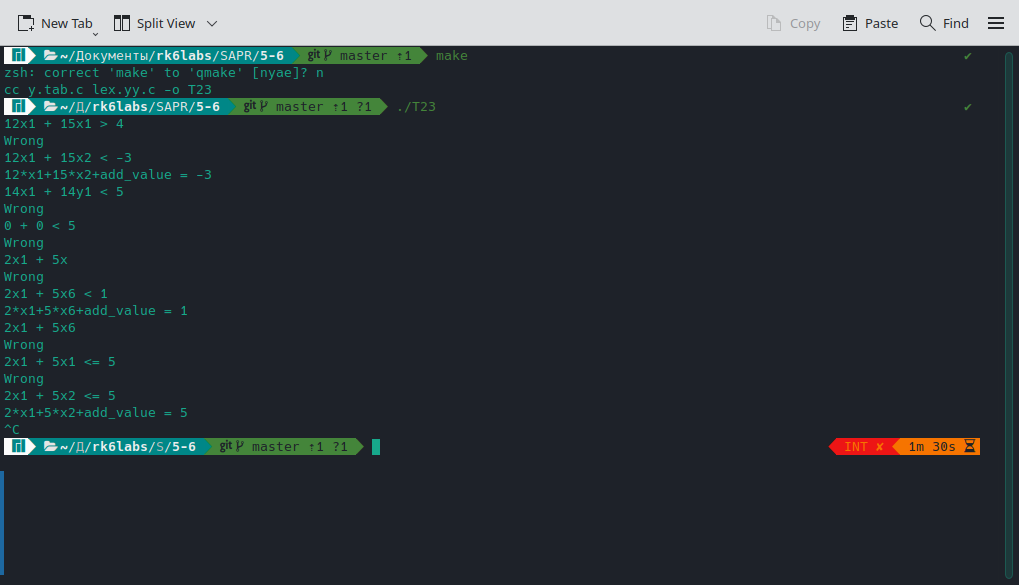 New Tab Split View Copy Paste Find
~/Документы/rk6labs/SAPR/5-6 git master ↑1 make ✔
zsh: correct 'make' to 'qmake' [nyae]? n
cc y.tab.c lex.yy.c -o T23
~/Д/rk6labs/SAPR/5-6 git master ↑1 ?1 ./T23 ✔
12x1 + 15x1 > 4
Wrong
12x1 + 15x2 < -3
12*x1+15*x2+add_value = -3
14x1 + 14y1 < 5
Wrong
0 + 0 < 5
Wrong
2x1 + 5x
Wrong
2x1 + 5x6 < 1
2*x1+5*x6+add_value = 1
2x1 + 5x6
Wrong
2x1 + 5x1 <= 5
Wrong
2x1 + 5x2 <= 5
2*x1+5*x2+add_value = 5
^C
~/Д/rk6labs/S/5-6 git master ↑1 ?1 INT ✘ 1m 30s